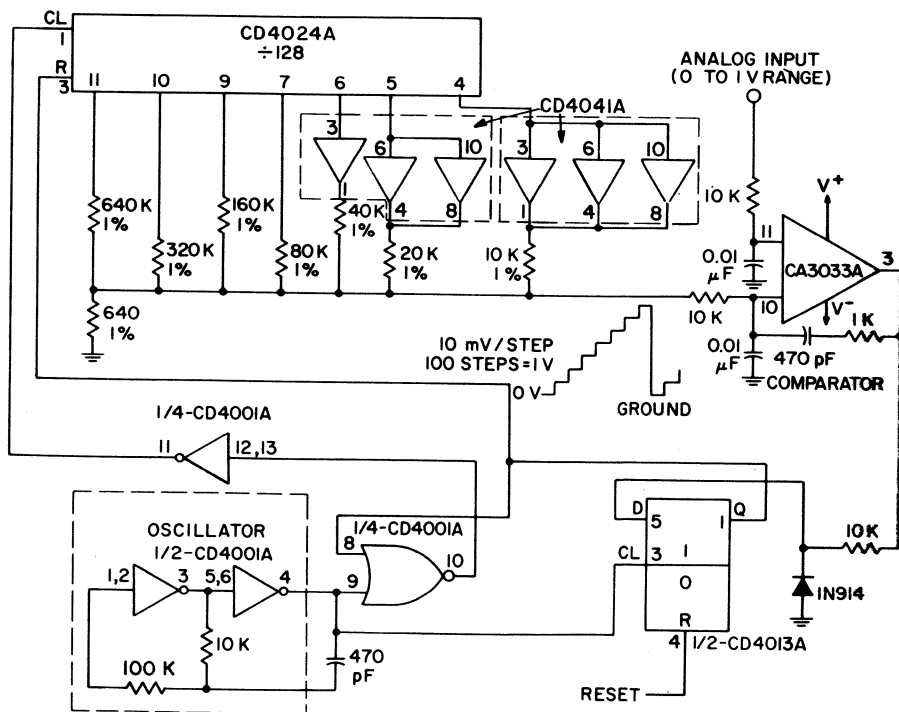 CL
1
CD4024A
÷128
R
3
11
10
9
7
6
5
4
ANALOG INPUT
(0 TO 1 V RANGE)
CD4041A
3
6
10
3
6
10
1
4
8
1
4
8
640K
1%
320K
1%
160K
1%
80K
1%
40K
1%
20K
1%
10K
1%
10 K
V+
11
0.01
μF
CA3033A
3
10
V-
10 K
1K
640
1%
10 mV/STEP
100 STEPS=1V
0 V
GROUND
0.01
μF
470 pF
COMPARATOR
1/4-CD4001A
11
12,13
OSCILLATOR
1/2-CD4001A
1,2
3
5,6
4
10 K
100 K
470
pF
1/4-CD4001A
8
9
10
D
5
1
Q
CL
3
1
0
R
4
1/2-CD4013A
RESET
10K
1N914